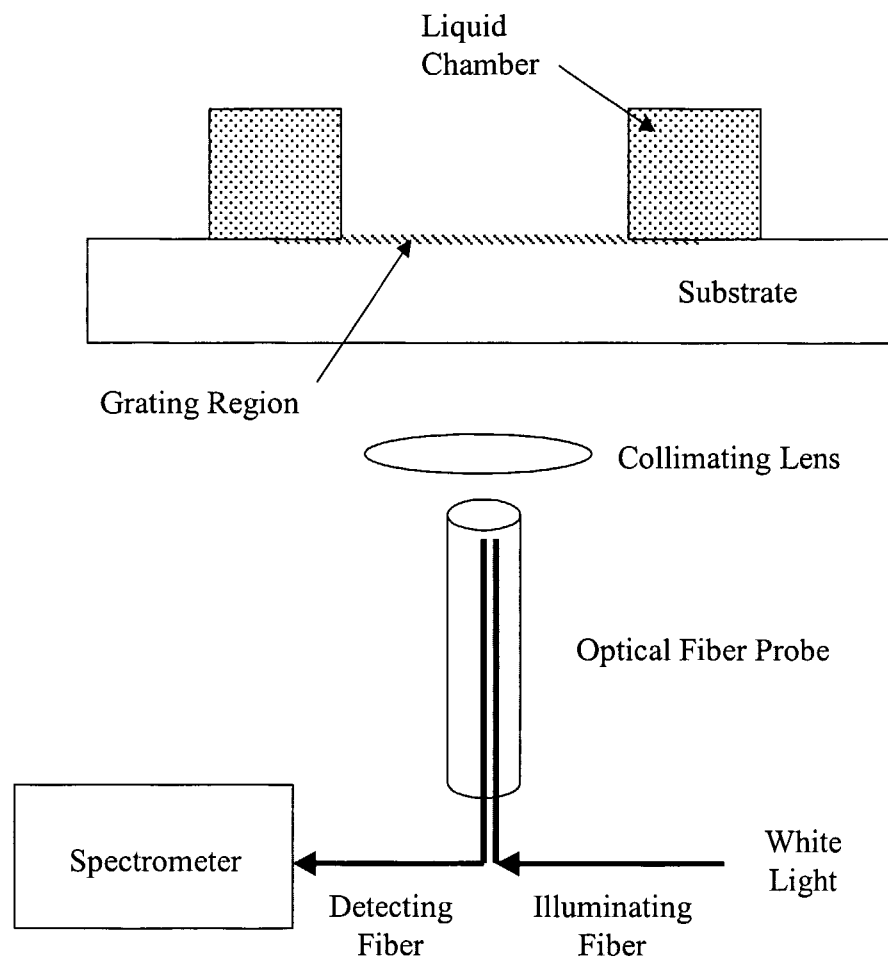 Liquid
Chamber
Substrate
Grating Region
Collimating Lens
Optical Fiber Probe
Spectrometer
White
Light
Detecting
Fiber
Illuminating
Fiber